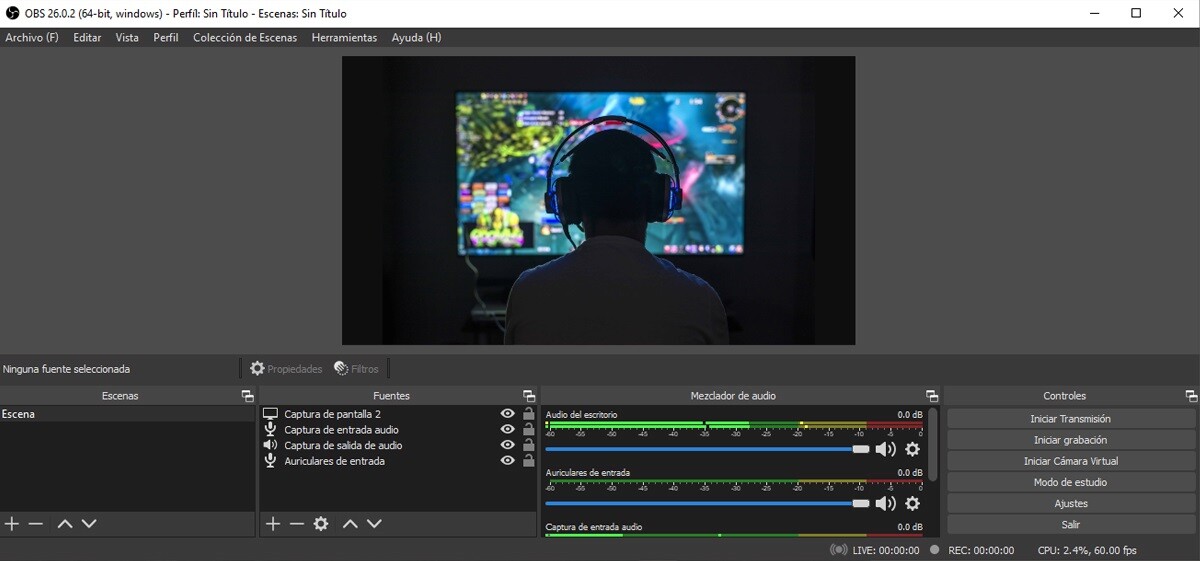 OBS 26.0.2 (64-bit, windows) - Perfíl: Sin Título - Escenas: Sin Título
Archivo (F) Editar Vista Perfil Colección de Escenas Herramientas Ayuda (H)
Ninguna fuente seleccionada Propiedades Filtros
Escenas
Escena
Fuentes
Captura de pantalla 2
Captura de entrada audio
Captura de salida de audio
Auriculares de entrada
Mezclador de audio
Audio del escritorio 0.0 dB
-60 -55 -50 -45 -40 -35 -30 -25 -20 -15 -10 -5 0
Auriculares de entrada 0.0 dB
-60 -55 -50 -45 -40 -35 -30 -25 -20 -15 -10 -5 0
Captura de entrada audio 0.0 dB
Controles
Iniciar Transmisión
Iniciar grabación
Iniciar Cámara Virtual
Modo de estudio
Ajustes
Salir
LIVE: 00:00:00 REC: 00:00:00 CPU: 2.4%, 60.00 fps